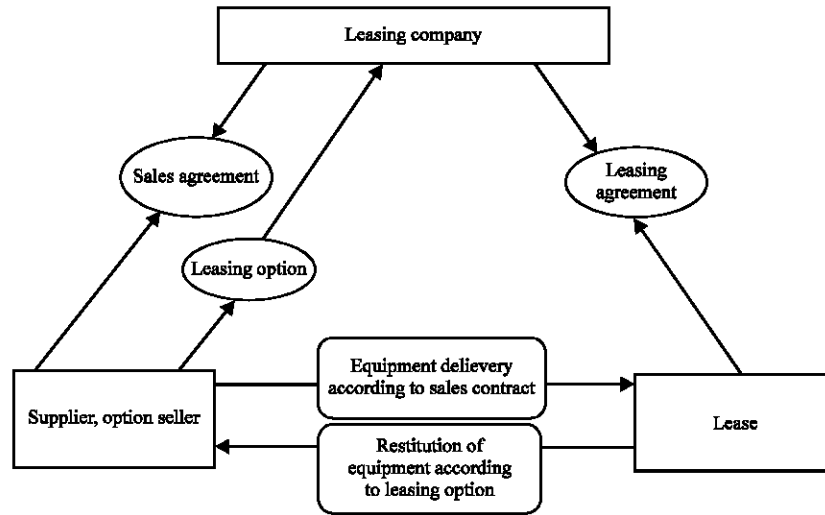 Leasing company
Sales agreement
Leasing
agreement
Leasing option
Equipment delievery
according to sales contract
Supplier, option seller
Lease
Restitution of
equipment according
to leasing option